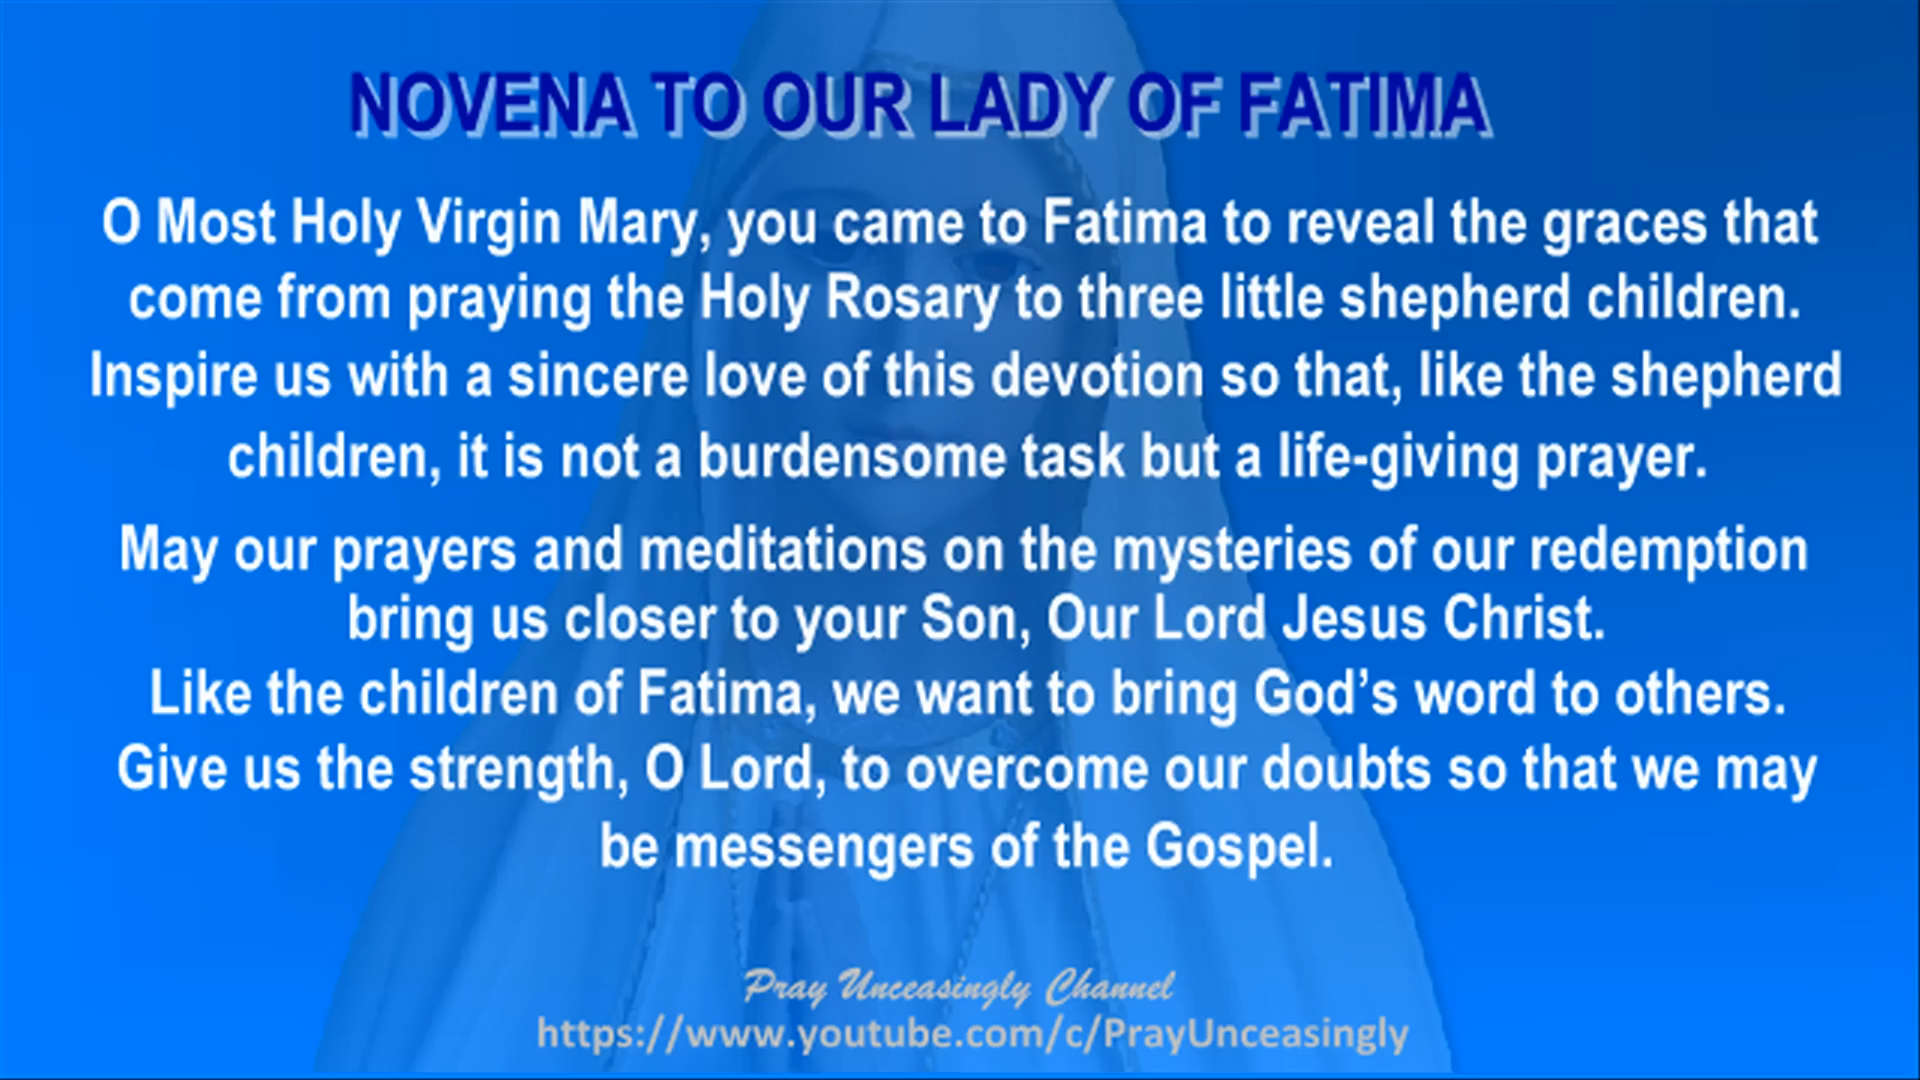 NOVENA TO OUR LADY OF FATIMA
O Most Holy Virgin Mary, you came to Fatima to reveal the graces that
come from praying the Holy Rosary to three little shepherd children.
Inspire us with a sincere love of this devotion so that, like the shepherd
children, it is not a burdensome task but a life-giving prayer.
May our prayers and meditations on the mysteries of our redemption
bring us closer to your Son, Our Lord Jesus Christ.
Like the children of Fatima, we want to bring God’s word to others.
Give us the strength, O Lord, to overcome our doubts so that we may
be messengers of the Gospel.
Pray Unceasingly Channel
https://www.youtube.com/c/PrayUnceasingly